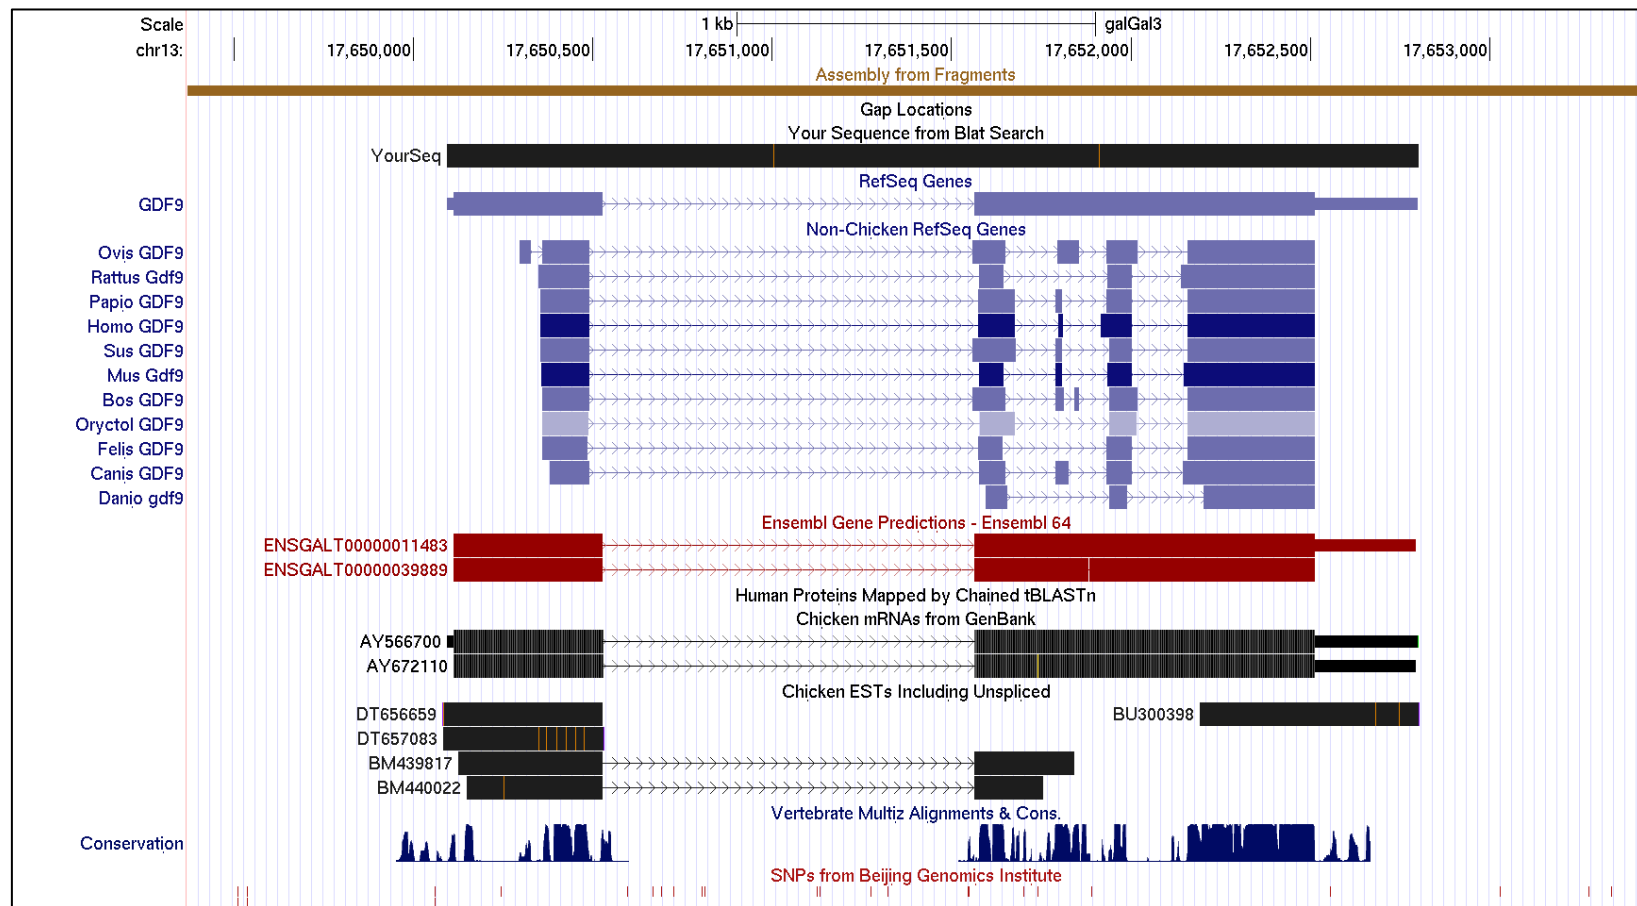 Scale 1 kb galGal3
chr13: 17,650,000 17,650,500 17,651,000 17,651,500 17,652,000 17,652,500 17,653,000
Assembly from Fragments
Gap Locations
Your Sequence from Blat Search
YourSeq
RefSeq Genes
GDF9
Non-Chicken RefSeq Genes
Ovis GDF9
Rattus Gdf9
Papio GDF9
Homo GDF9
Sus GDF9
Mus Gdf9
Bos GDF9
Oryctol GDF9
Felis GDF9
Canis GDF9
Danio gdf9
Ensembl Gene Predictions - Ensembl 64
ENSGALT00000011483
ENSGALT00000039889
Human Proteins Mapped by Chained tBLASTn
Chicken mRNAs from GenBank
AY566700
AY672110
Chicken ESTs Including Unspliced
DT656659 BU300398
DT657083
BM439817
BM440022
Vertebrate Multiz Alignments & Cons.
Conservation
SNPs from Beijing Genomics Institute